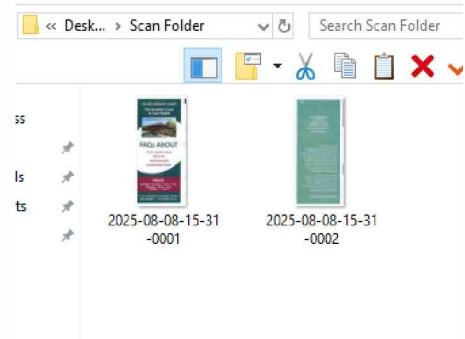 « Desk... > Scan Folder
Search Scan Folder
ss
ls
ts
FAQs ABOUT
2025-08-08-15-31
-0001
2025-08-08-15-31
-0002